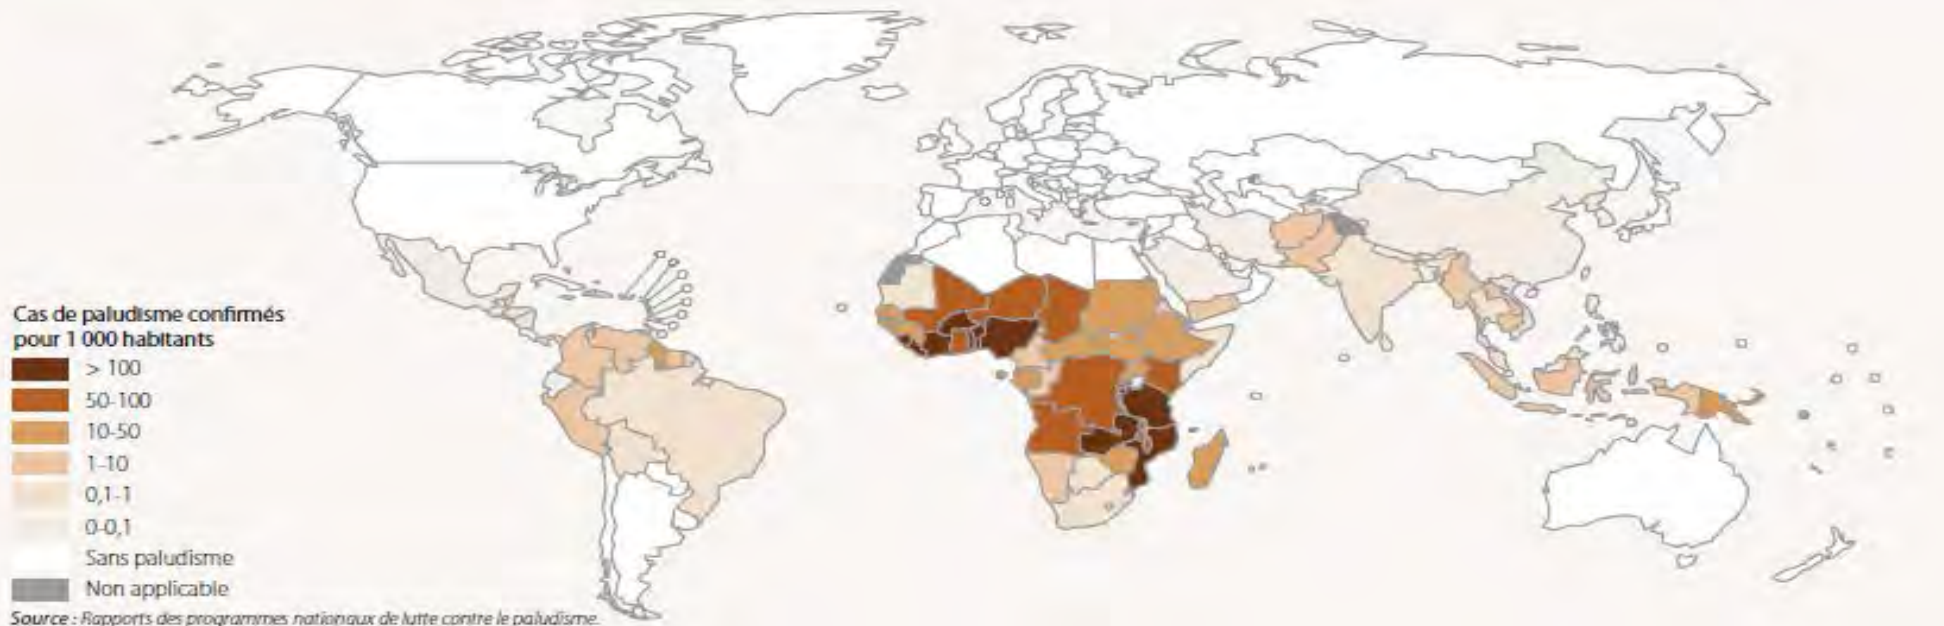 Cas de paludisme confirmés
pour 1 000 habitants
> 100
50-100
10-50
1-10
0,1-1
0-0,1
Sans paludisme
Non applicable
Source : Rapports des programmes nationaux de lutte contre le paludisme.